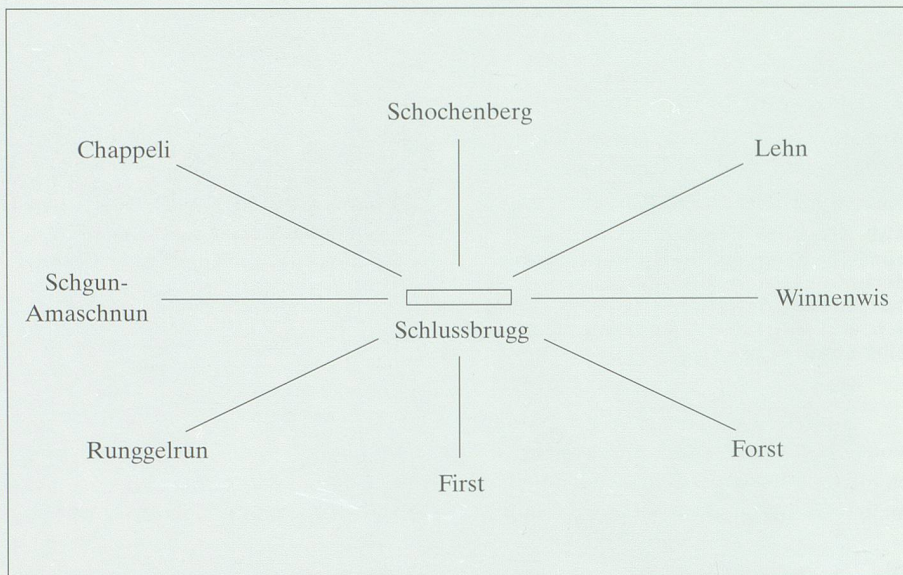 Schochenberg
Chappeli
Lehn
Schgun-
Amaschnun
Winnenwis
Schlussbrugg
Runggelrun
Forst
First